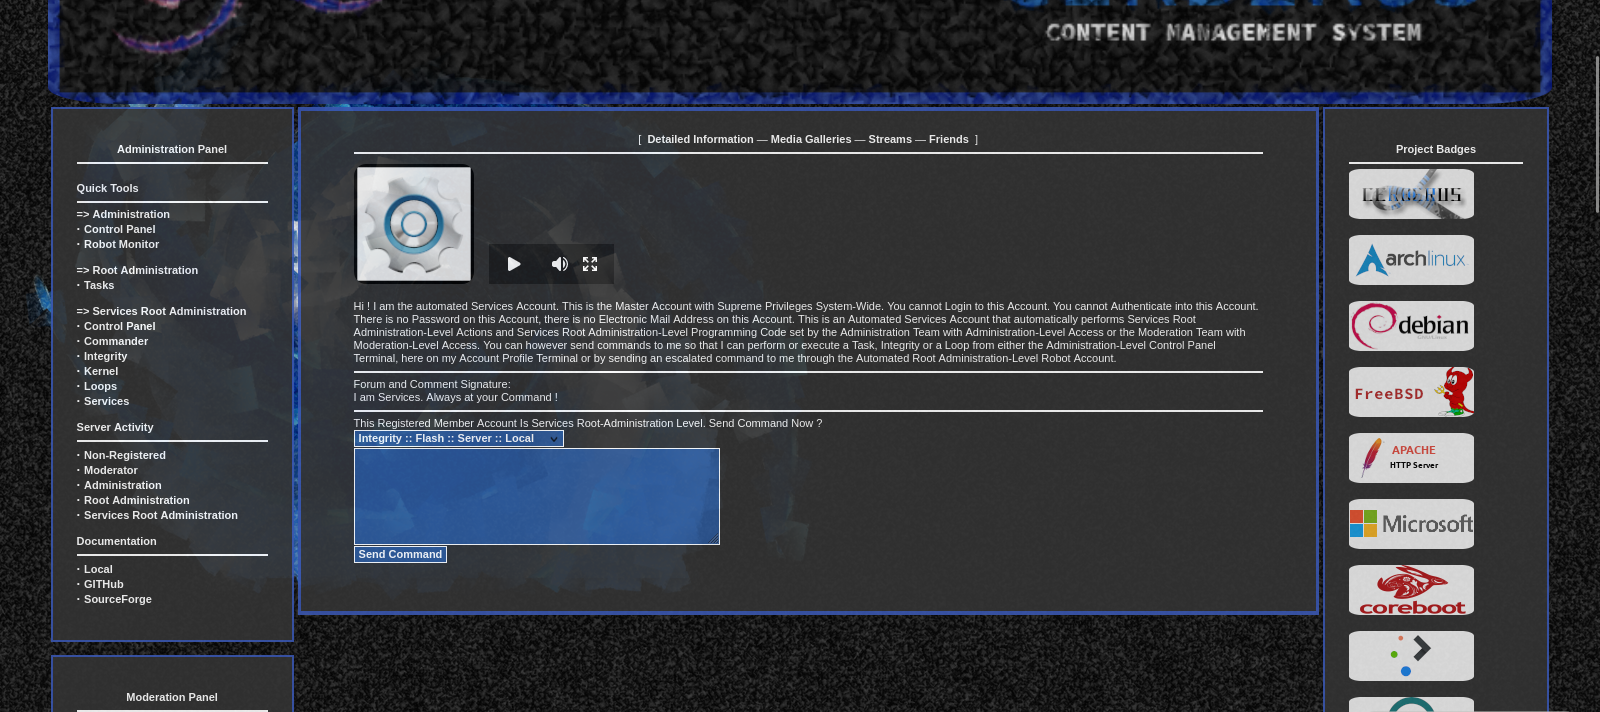 CONTENT MANAGEMENT SYSTEM
Administration Panel
Quick Tools
=> Administration
· Control Panel
· Robot Monitor
=> Root Administration
· Tasks
=> Services Root Administration
· Control Panel
· Commander
· Integrity
· Kernel
· Loops
· Services
Server Activity
· Non-Registered
· Moderator
· Administration
· Root Administration
· Services Root Administration
Documentation
· Local
· GITHub
· SourceForge
Moderation Panel
[ Detailed Information — Media Galleries — Streams — Friends ]
Hi ! I am the automated Services Account. This is the Master Account with Supreme Privileges System-Wide. You cannot Login to this Account. You cannot Authenticate into this Account.
There is no Password on this Account, there is no Electronic Mail Address on this Account. This is an Automated Services Account that automatically performs Services Root
Administration-Level Actions and Services Root Administration-Level Programming Code set by the Administration Team with Administration-Level Access or the Moderation Team with
Moderation-Level Access. You can however send commands to me so that I can perform or execute a Task, Integrity or a Loop from either the Administration-Level Control Panel
Terminal, here on my Account Profile Terminal or by sending an escalated command to me through the Automated Root Administration-Level Robot Account.
Forum and Comment Signature:
I am Services. Always at your Command !
This Registered Member Account Is Services Root-Administration Level. Send Command Now ?
Integrity :: Flash :: Server :: Local
Send Command
Project Badges
CERBERUS
archlinux
debian
FreeBSD
APACHE
HTTP Server
Microsoft
coreboot